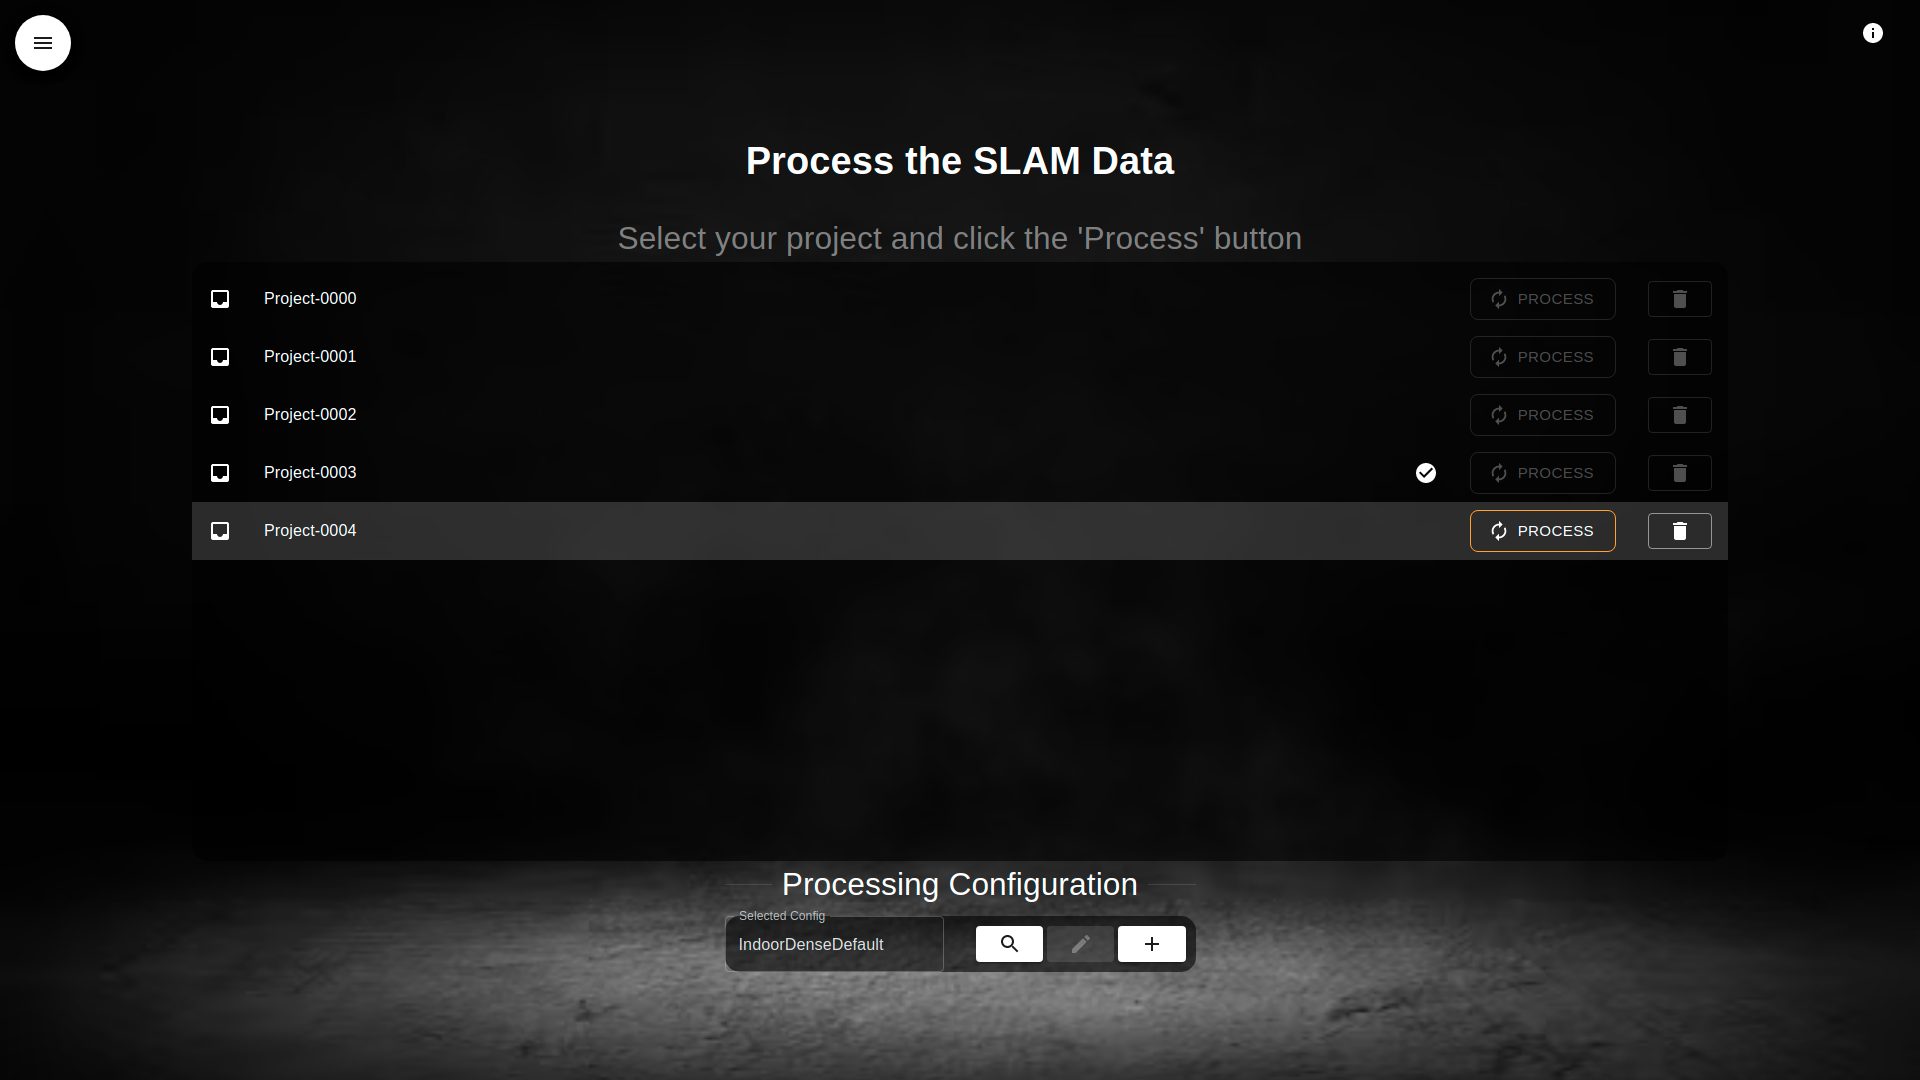 Process the SLAM Data
Select your project and click the 'Process' button
Project-0000 PROCESS
Project-0001 PROCESS
Project-0002 PROCESS
Project-0003 PROCESS
Project-0004 PROCESS
Processing Configuration
Selected Config
IndoorDenseDefault